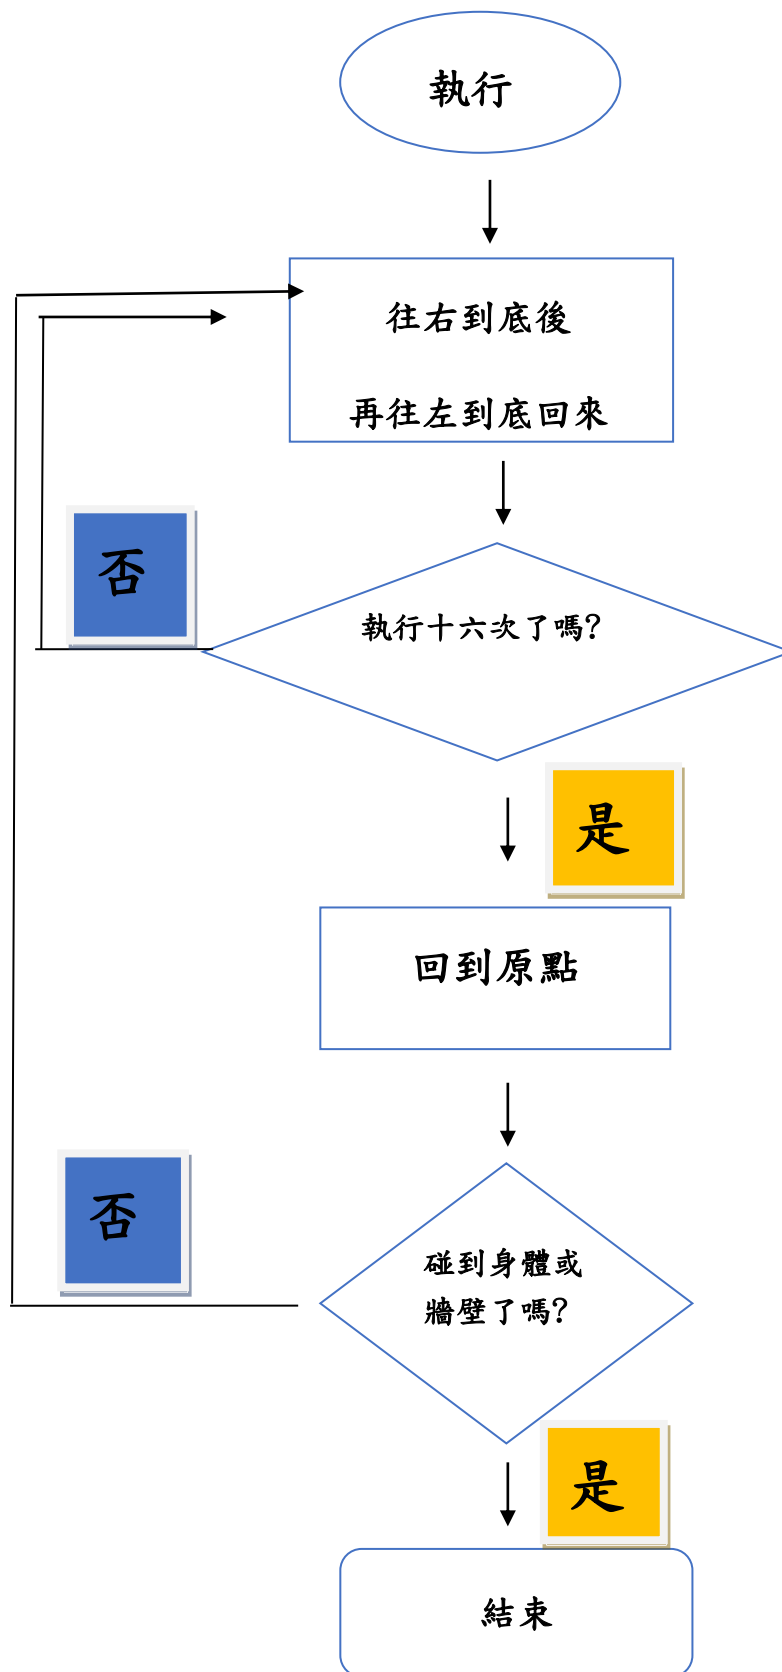 執行
往右到底後
再往左到底回來
否
執行十六次了嗎?
是
回到原點
否
碰到身體或
牆壁了嗎?
是
結束